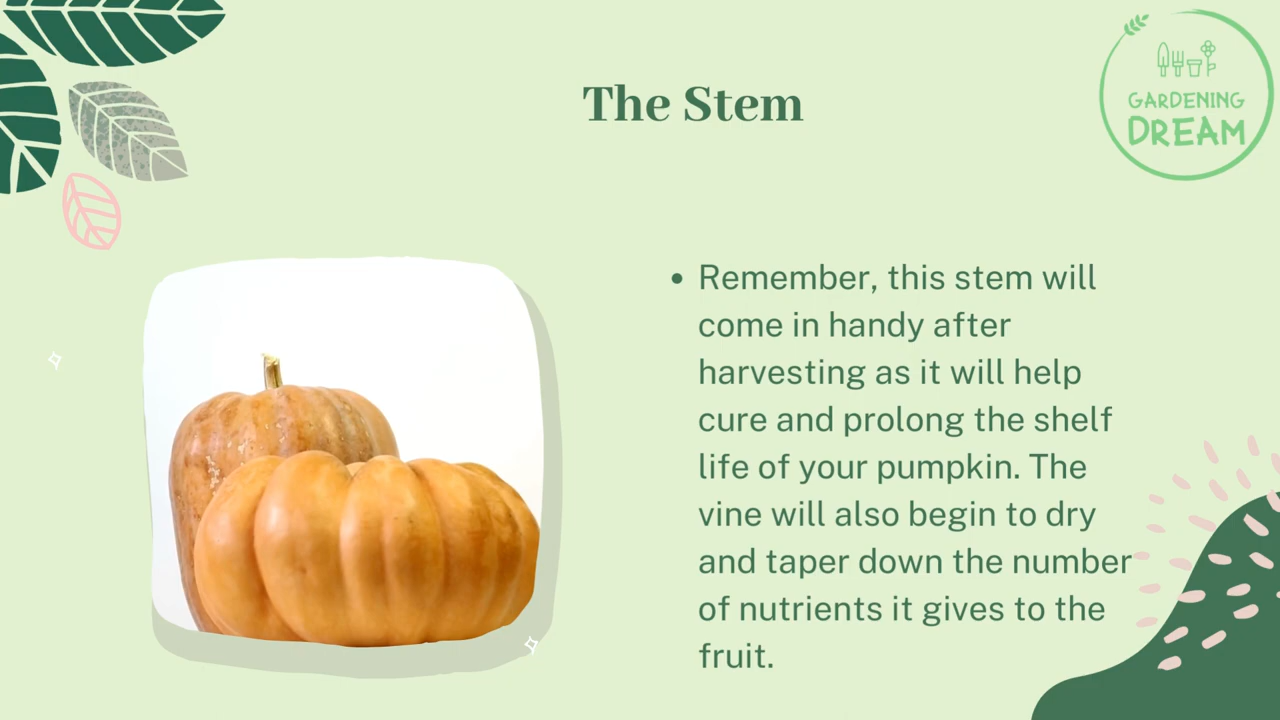 The Stem
GARDENING
DREAM
• Remember, this stem will
come in handy after
harvesting as it will help
cure and prolong the shelf
life of your pumpkin. The
vine will also begin to dry
and taper down the number
of nutrients it gives to the
fruit.